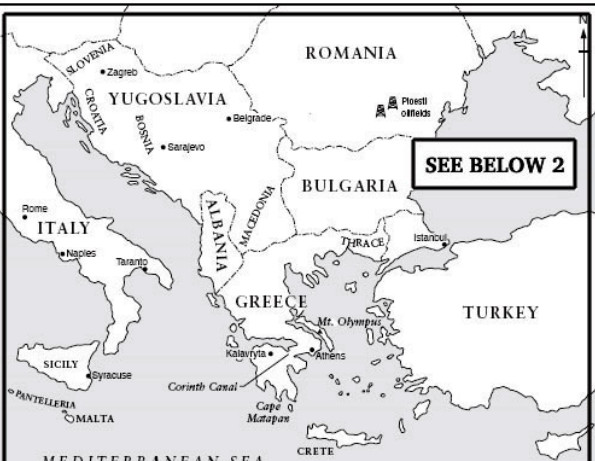 N
ROMANIA
SLOVENIA
Zagreb
YUGOSLAVIA
Ploesti
oilfields
CROATIA
BOSNIA
Belgrade
Sarajevo
SEE BELOW 2
BULGARIA
MACEDONIA
ALBANIA
Rome
ITALY
Naples
Taranto
THRACE
Istanbul
GREECE
Mt. Olympus
TURKEY
Kalavryta
Athens
SICILY
Syracuse
Corinth Canal
PANTELLERIA
MALTA
Cape
Matapan
CRETE
MEDITERRANEAN SEA